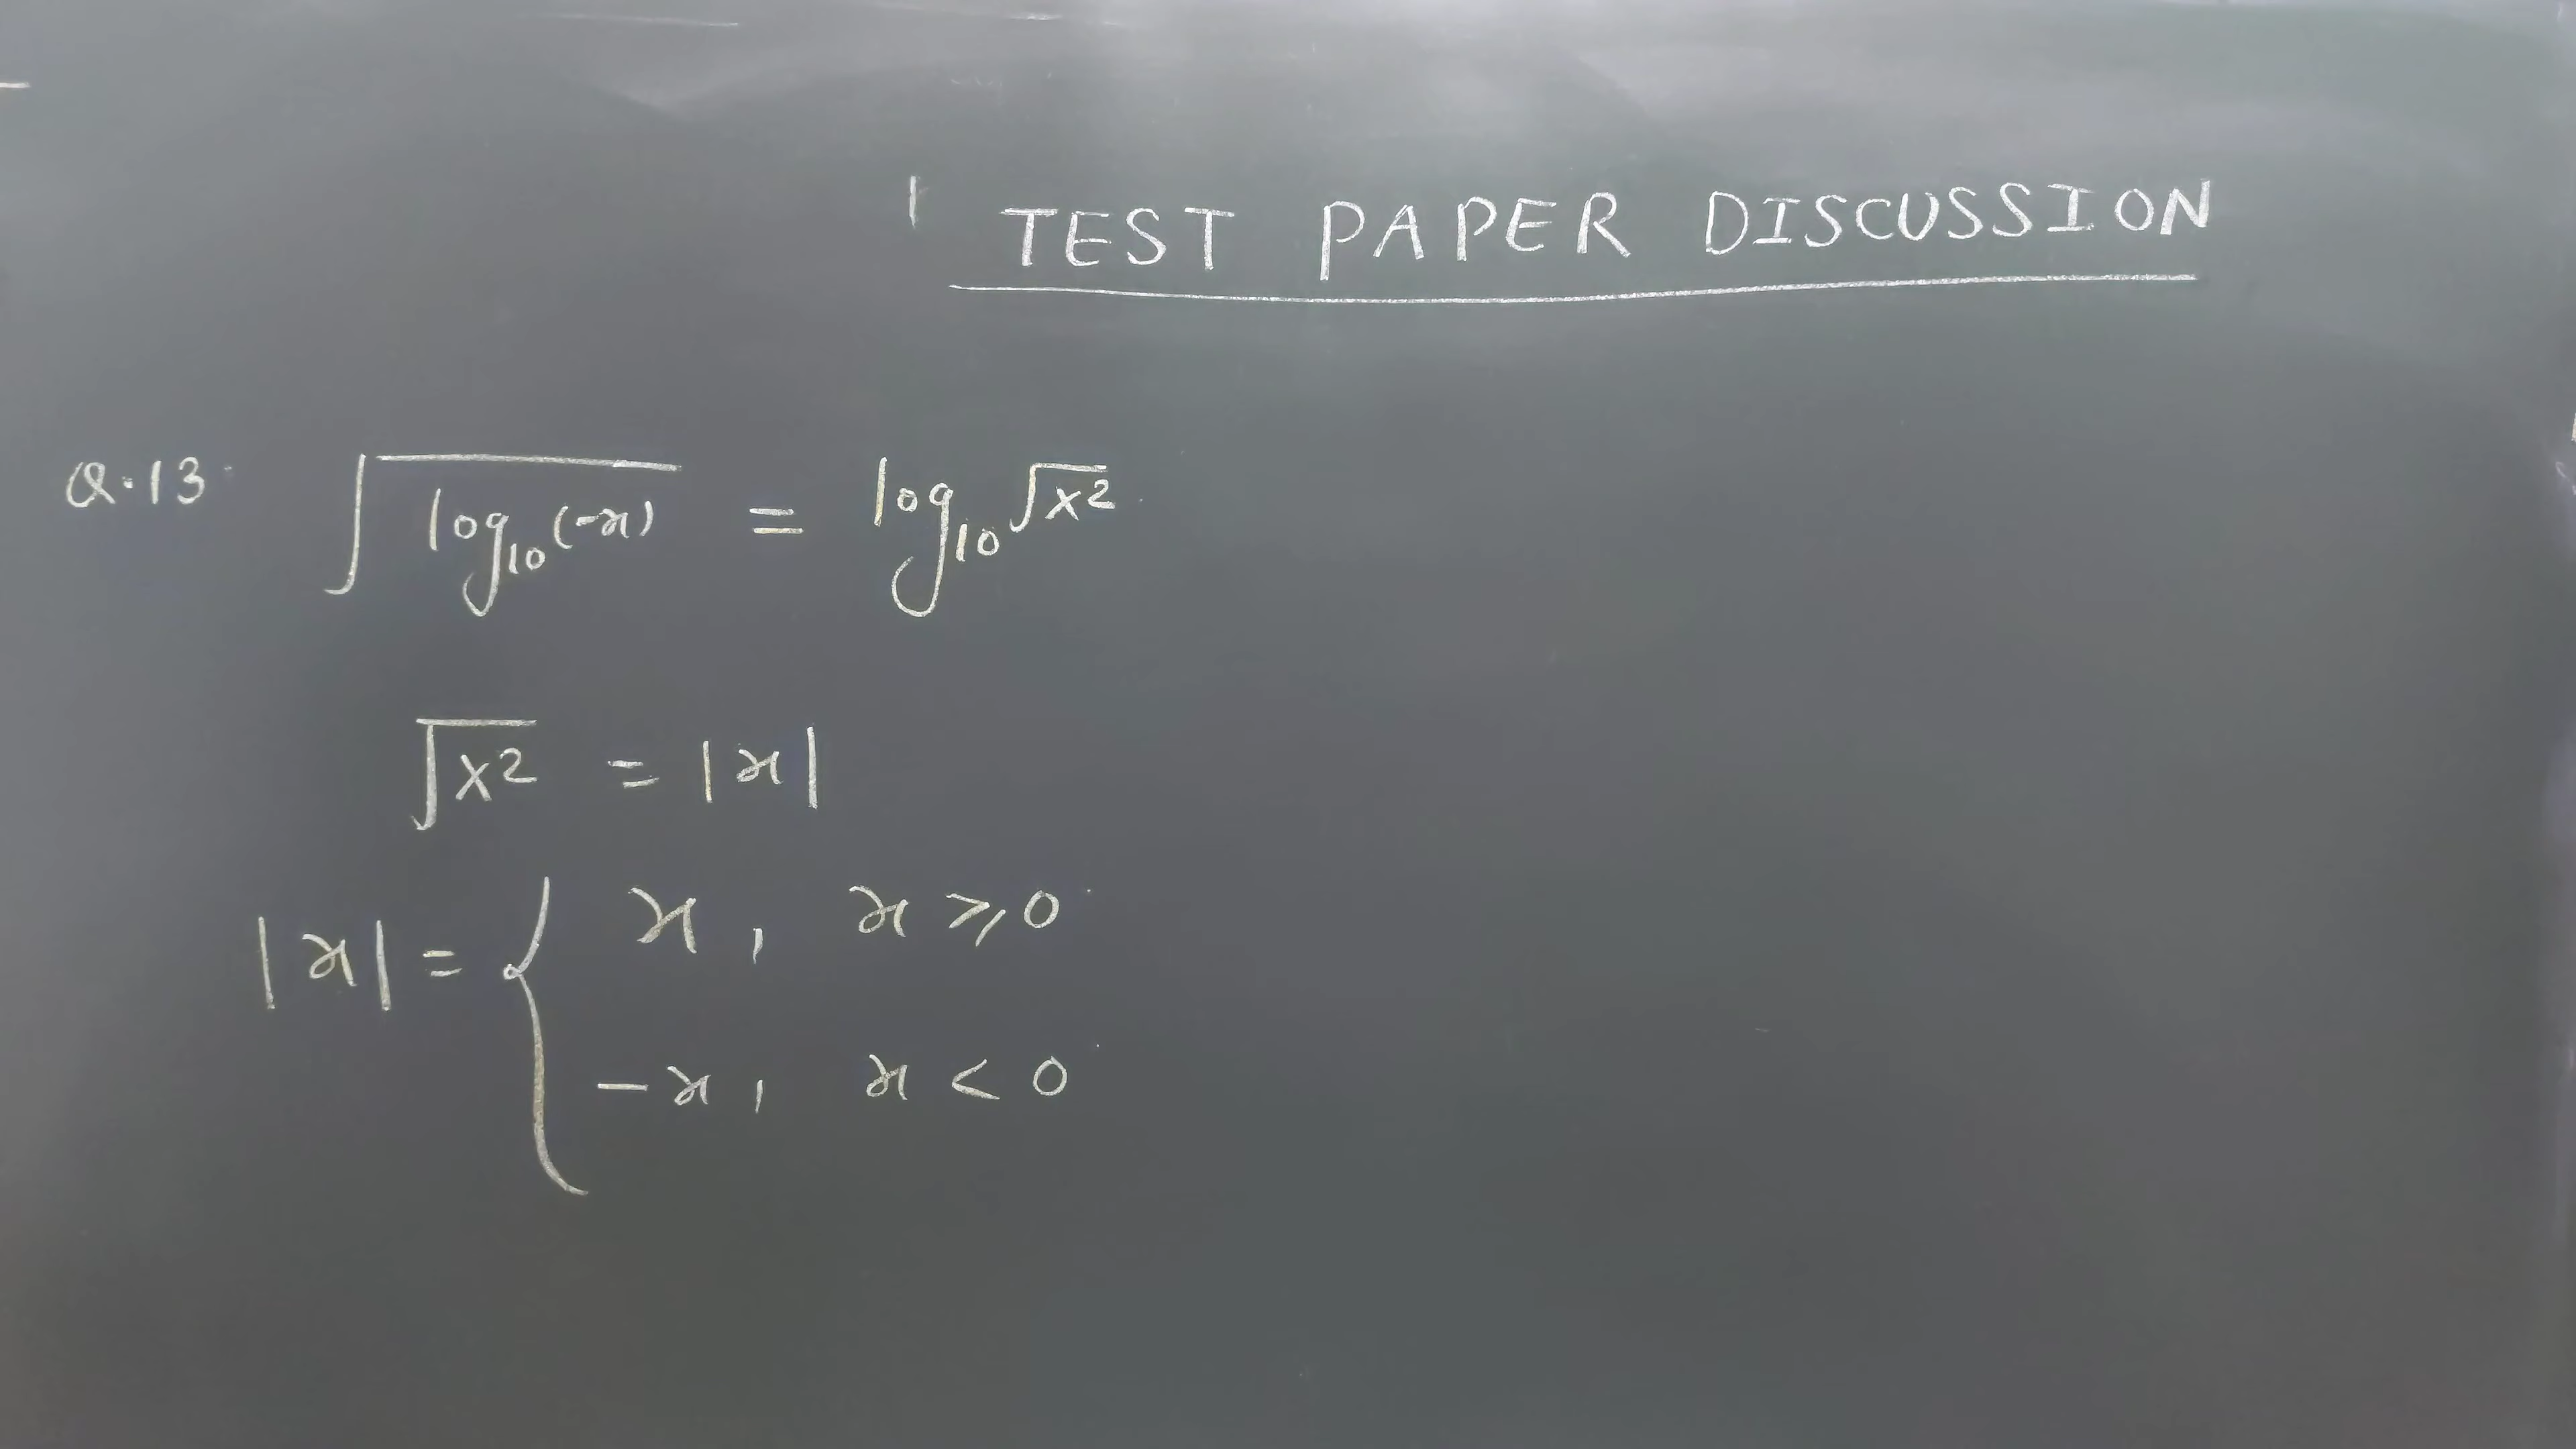 TEST PAPER DISCUSSION
Q.13 √(log₁₀(-x)) = log₁₀√x²
√x² = |x|
|x| = { x, x ⩾ 0
-x, x < 0